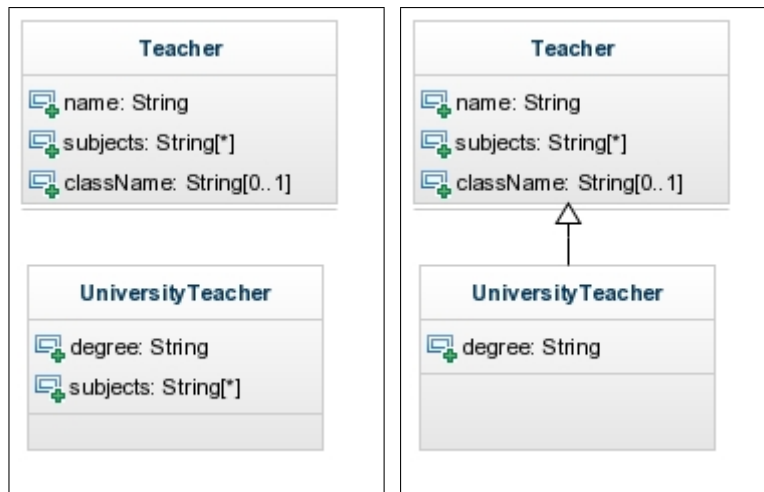 Teacher
name: String
subjects: String[*]
className: String[0..1]
UniversityTeacher
degree: String
subjects: String[*]
Teacher
name: String
subjects: String[*]
className: String[0..1]
UniversityTeacher
degree: String